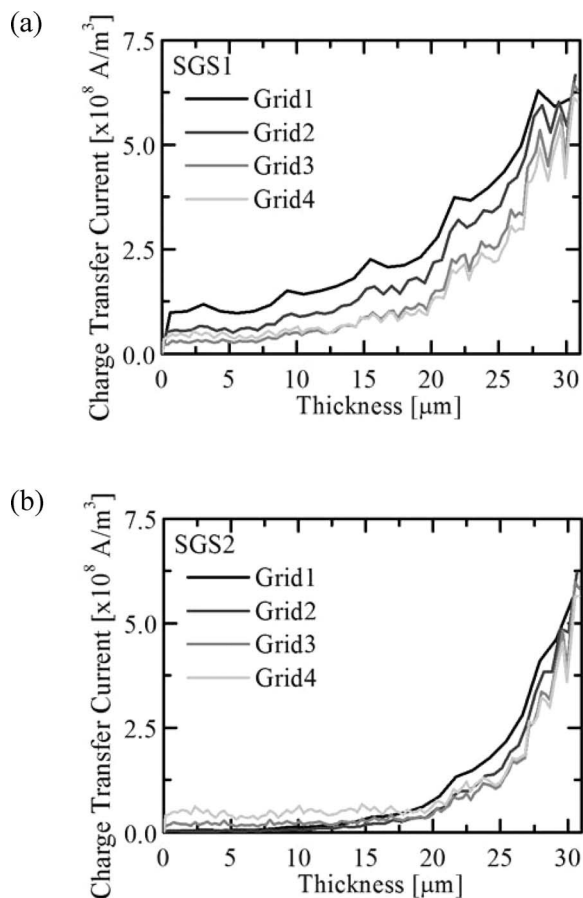 (a)
Charge Transfer Current [x10⁸ A/m³]
7.5
5.0
2.5
0.0
SGS1
Grid1
Grid2
Grid3
Grid4
0 5 10 15 20 25 30
Thickness [μm]
(b)
Charge Transfer Current [x10⁸ A/m³]
7.5
5.0
2.5
0.0
SGS2
Grid1
Grid2
Grid3
Grid4
0 5 10 15 20 25 30
Thickness [μm]